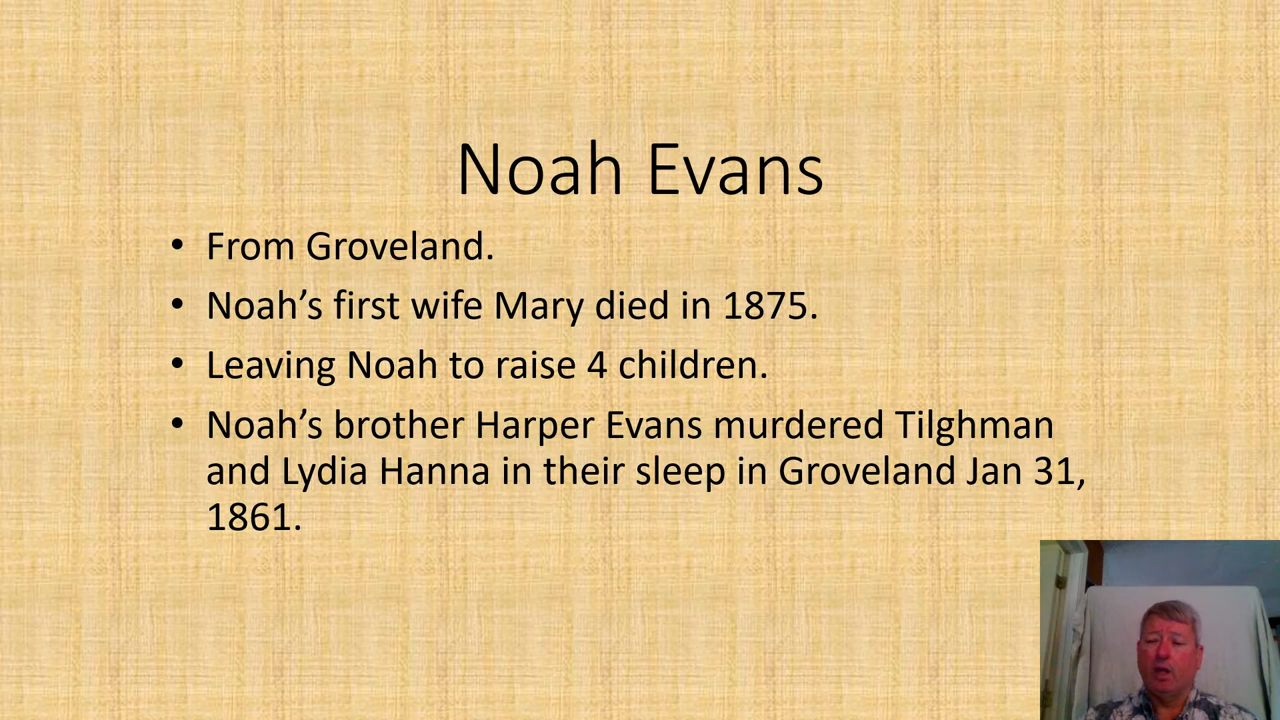 Noah Evans
• From Groveland.
• Noah’s first wife Mary died in 1875.
• Leaving Noah to raise 4 children.
• Noah’s brother Harper Evans murdered Tilghman
and Lydia Hanna in their sleep in Groveland Jan 31,
1861.